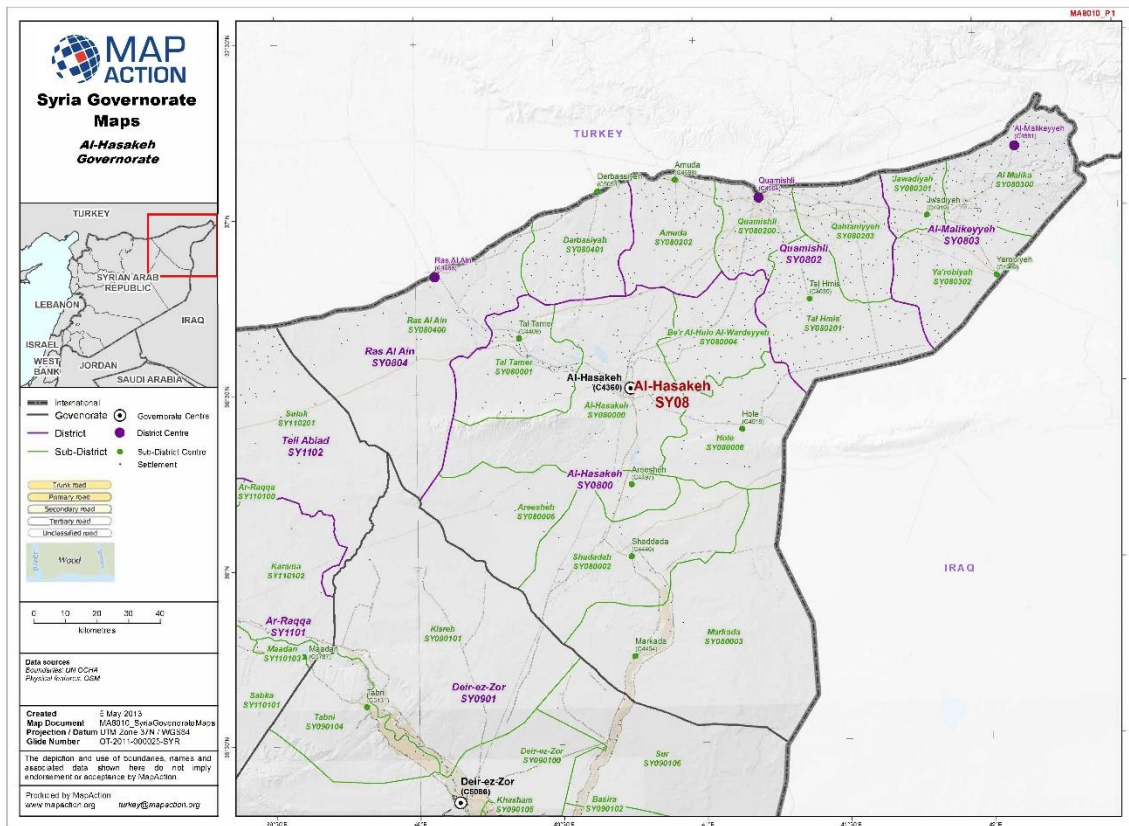 MA8010_P1
MAP
ACTION
Syria Governorate
Maps
Al-Hasakeh
Governorate
TURKEY
SYRIAN ARAB
REPUBLIC
LEBANON
IRAQ
ISRAEL
WEST
BANK
JORDAN
SAUDI ARABIA
International
Governorate
District
Sub-District
Governorate Centre
District Centre
Sub-District Centre
Settlement
Trunk road
Primary road
Secondary road
Tertiary road
Unclassified road
Wood
0 10 20 30 40
kilometres
Data sources
Boundaries: UN OCHA
Physical features: OSM
Created 5 May 2013
Map Document MA8010_SyriaGovernorateMaps
Projection / Datum UTM Zone 37N / WGS84
Glide Number OT-2011-000025-SYR
The depiction and use of boundaries, names and
associated data shown here do not imply
endorsement or acceptance by MapAction.
Produced by MapAction
www.mapaction.org turkey@mapaction.org
TURKEY
'Al-Malikeyyeh
Amuda
Derbassiyeh
Quamishli
Jawadiyah
SY080301
Al Malika
SY080300
Jwadiyeh
Quamishli
SY080200
Qahtaniyyeh
SY080203
Al-Malikeyyeh
SY0803
Amuda
SY080202
Darbasiyah
SY080401
Quamishli
SY0802
Yarobiyeh
Ya'robiyah
SY080302
Ras Al Ain
Tal Hmis
Tal Hmis'
SY080201
Ras Al Ain
SY080400
Tal Tamer
Be'r Al-Hulo Al-Wardeyyeh
SY080004
Ras Al Ain
SY0804
Tal Tamer
SY080001
Al-Hasakeh
(C4360)
Al-Hasakeh
SY08
Al-Hasakeh
SY080000
Suluk
SY110201
Hole
Hole
SY080006
Tell Abiad
SY1102
Al-Hasakeh
SY0800
Ar-Raqqa
SY110100
Areesheh
Areesheh
SY080005
Shaddada
Shadadah
SY080002
Karama
SY110102
IRAQ
Ar-Raqqa
SY1101
Kisreh
SY090101
Markada
SY080003
Maadan
SY110103
Maadan
Markada
(C4454)
Sabka
SY110101
Deir-ez-Zor
SY0901
Tabni
Tabni
SY090104
Deir-ez-Zor
SY090100
Sur
SY090106
Deir-ez-Zor
(C5086)
Khasham
SY090105
Basira
SY090102